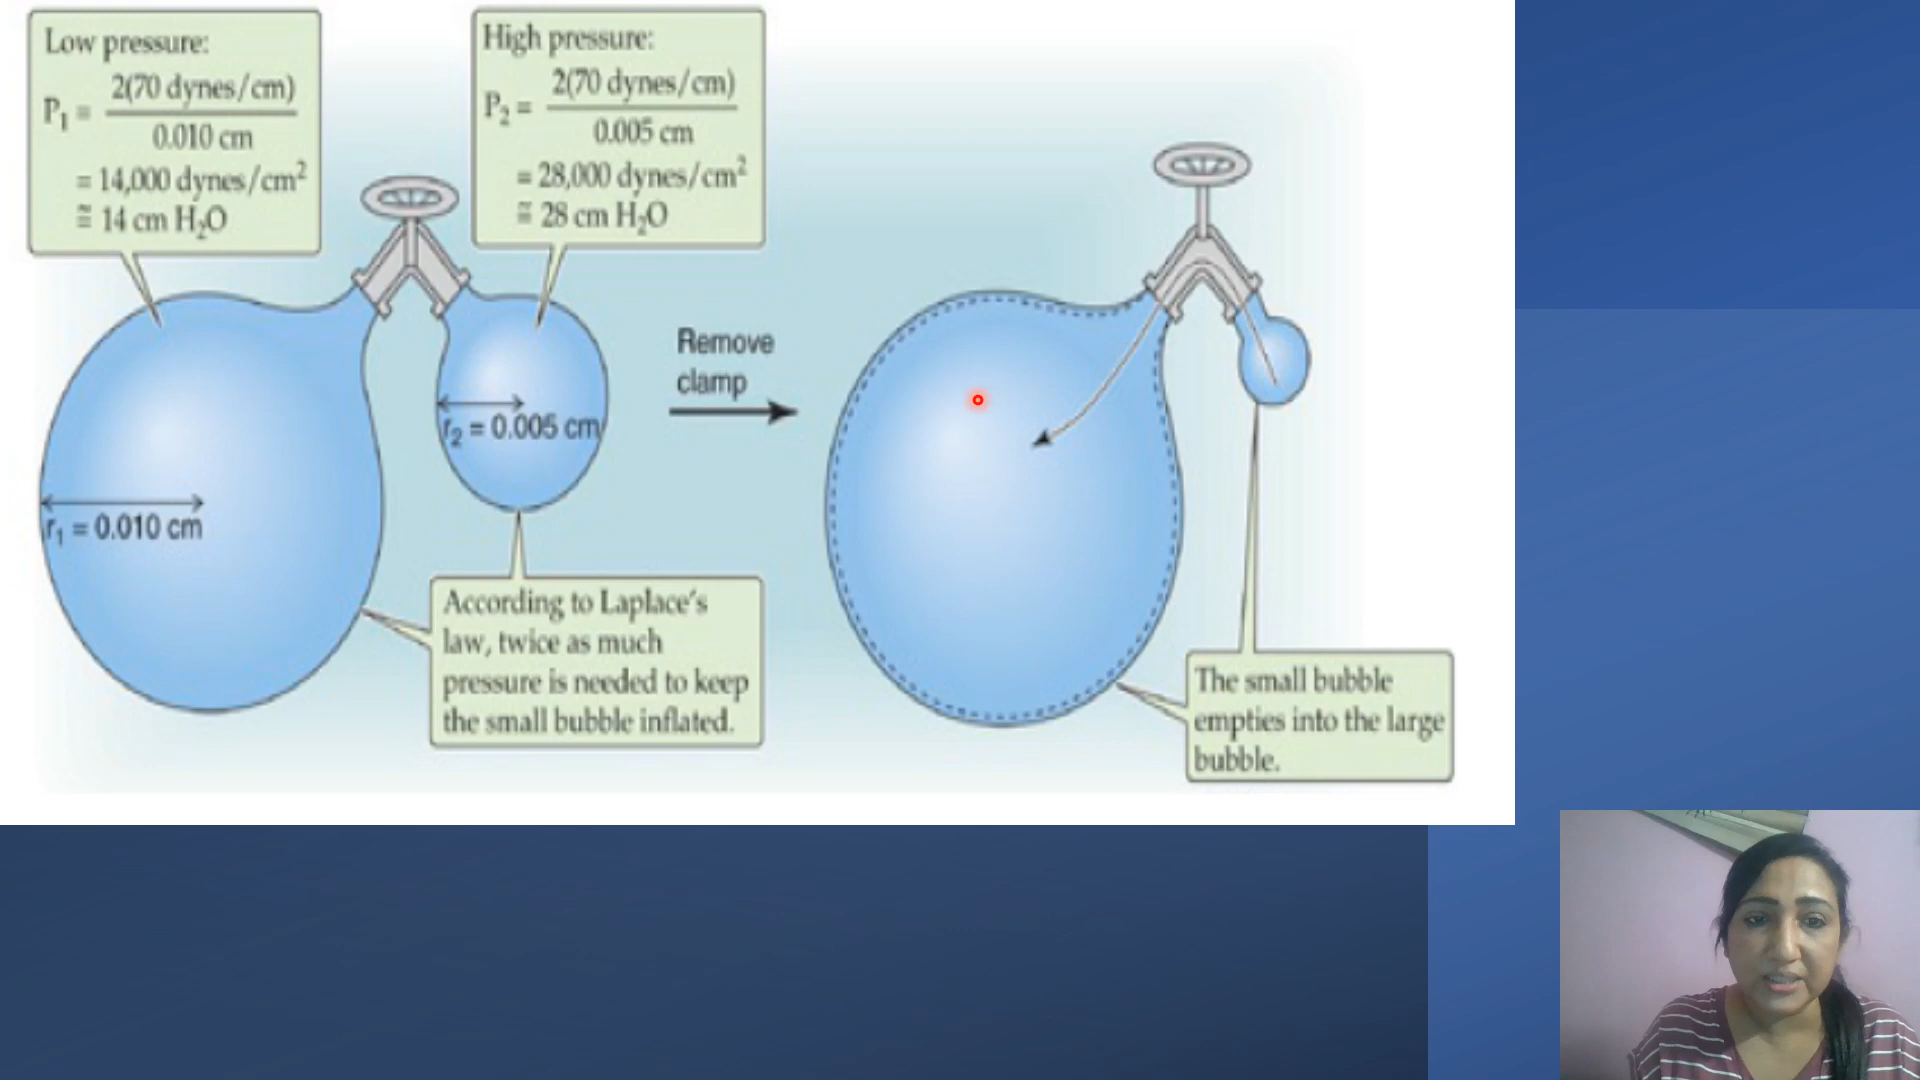 Low pressure:
P₁ = 2(70 dynes/cm)
0.010 cm
= 14,000 dynes/cm²
≅ 14 cm H₂O
High pressure:
P₂ = 2(70 dynes/cm)
0.005 cm
= 28,000 dynes/cm²
≅ 28 cm H₂O
r₁ = 0.010 cm
r₂ = 0.005 cm
According to Laplace's
law, twice as much
pressure is needed to keep
the small bubble inflated.
Remove
clamp
The small bubble
empties into the large
bubble.